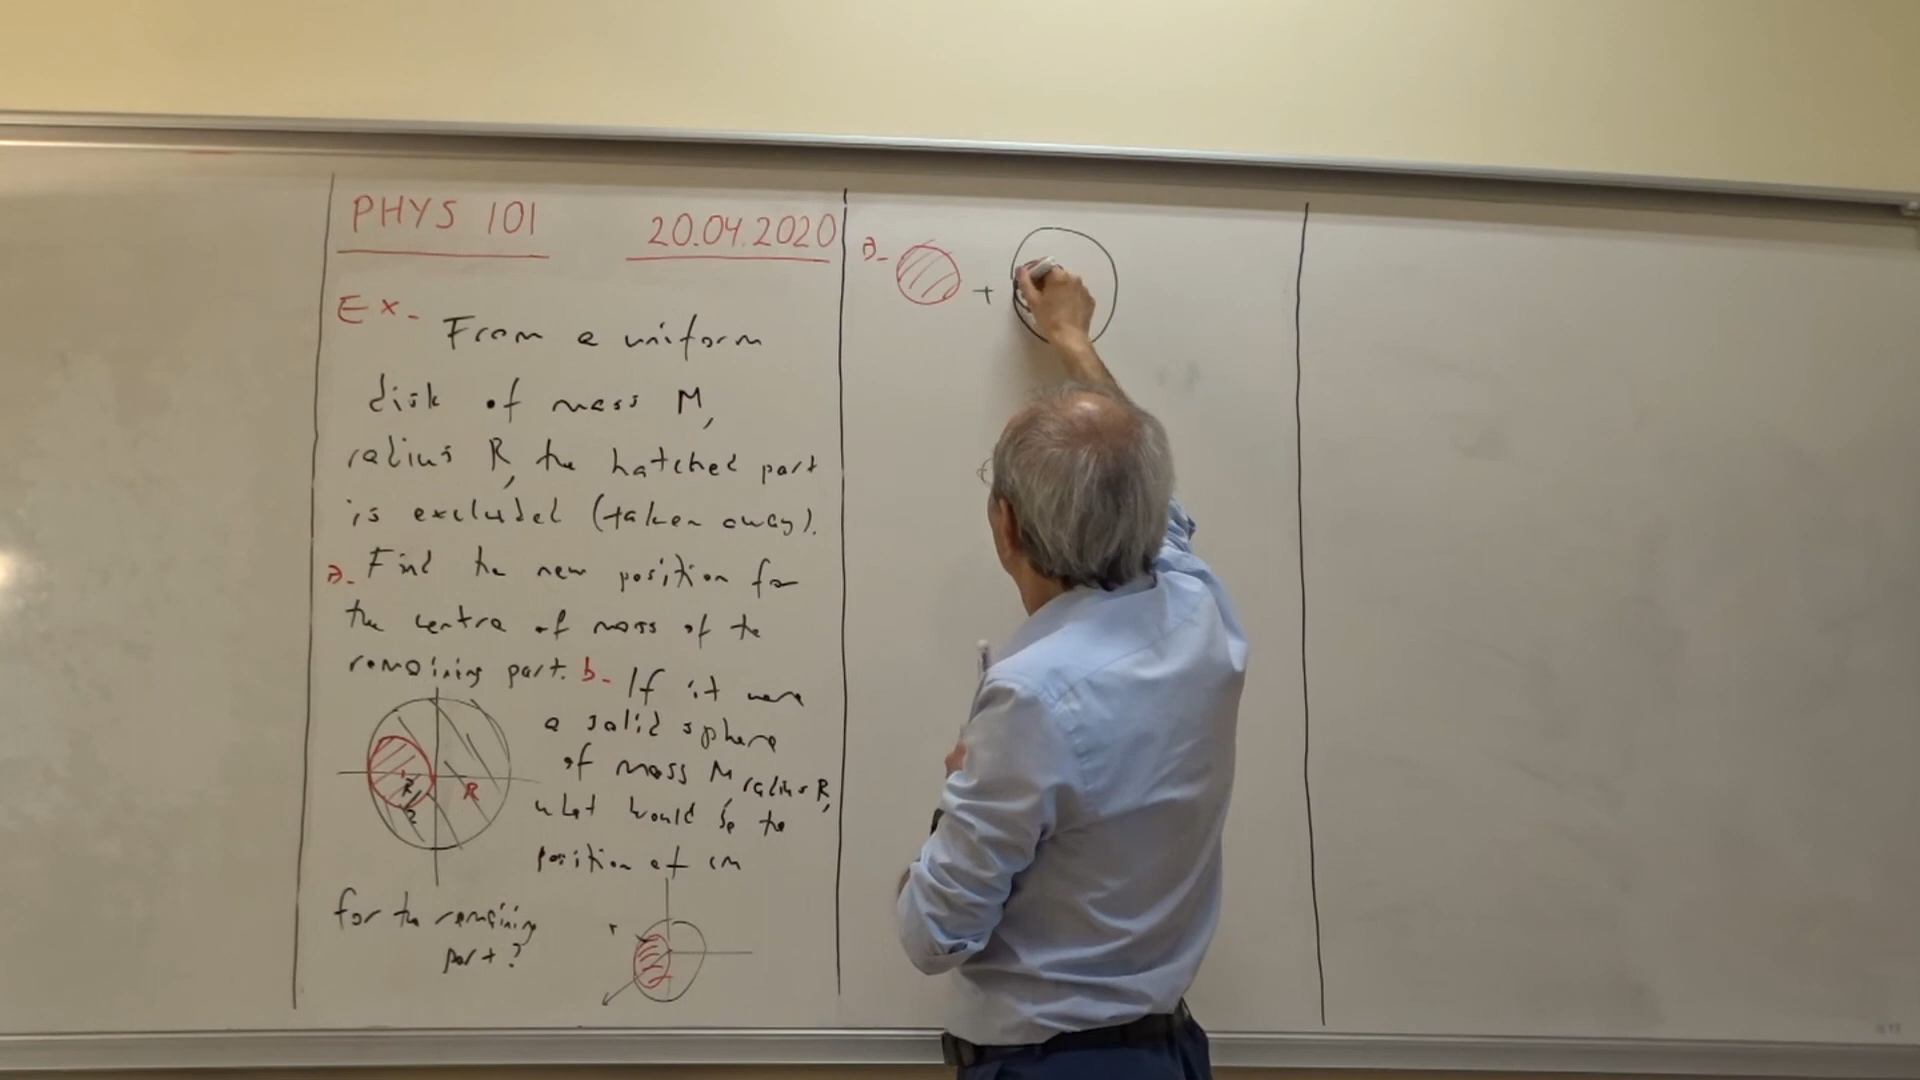 PHYS 101 20.04.2020
Ex- From a uniform
disk of mass M,
radius R, the hatched part
is excluded (taken away).
a- Find the new position for
the centre of mass of the
remaining part. b- If it were
a solid sphere
of mass M, radius R,
what would be the
position of cm
for the remaining
part?
R/2 R
a- +